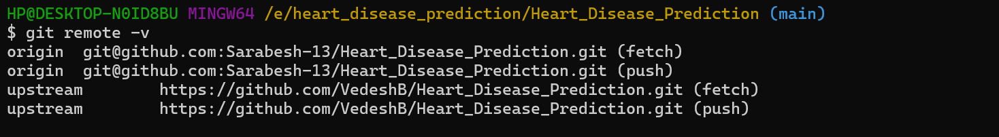 HP@DESKTOP-N0ID8BU MINGW64 /e/heart_disease_prediction/Heart_Disease_Prediction (main)
$ git remote -v
origin  git@github.com:Sarabesh-13/Heart_Disease_Prediction.git (fetch)
origin  git@github.com:Sarabesh-13/Heart_Disease_Prediction.git (push)
upstream        https://github.com/VedeshB/Heart_Disease_Prediction.git (fetch)
upstream        https://github.com/VedeshB/Heart_Disease_Prediction.git (push)